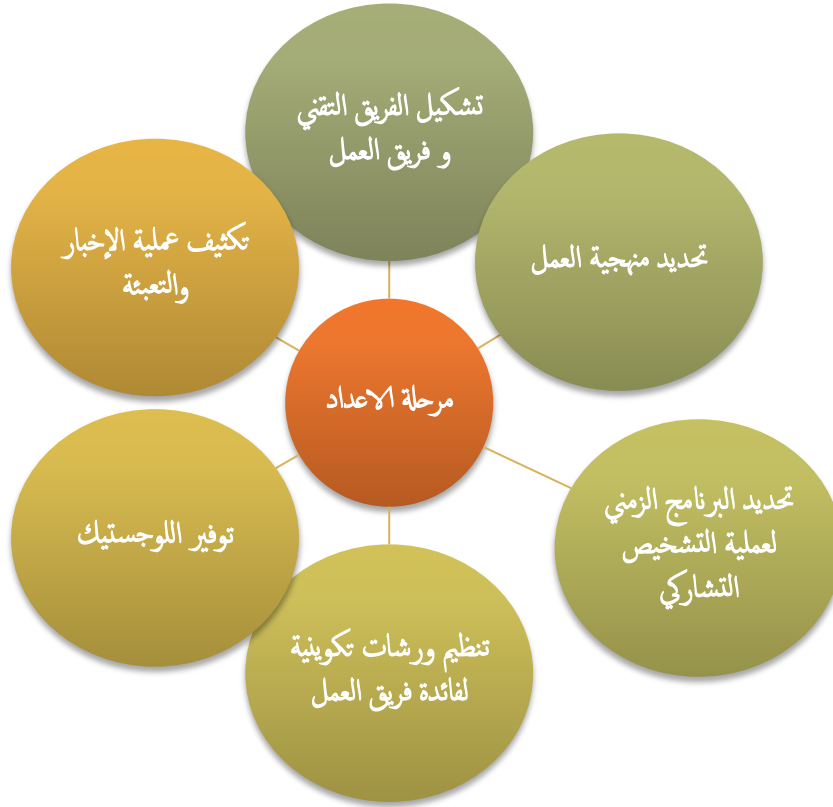 تشكيل الفريق التقني
و فريق العمل
تحديد منهجية العمل
تحديد البرنامج الزمني
لعملية التشخيص
التشاركي
تنظيم ورشات تكوينية
لفائدة فريق العمل
توفير اللوجستيك
تكثيف عملية الإخبار
والتعبئة
مرحلة الاعداد